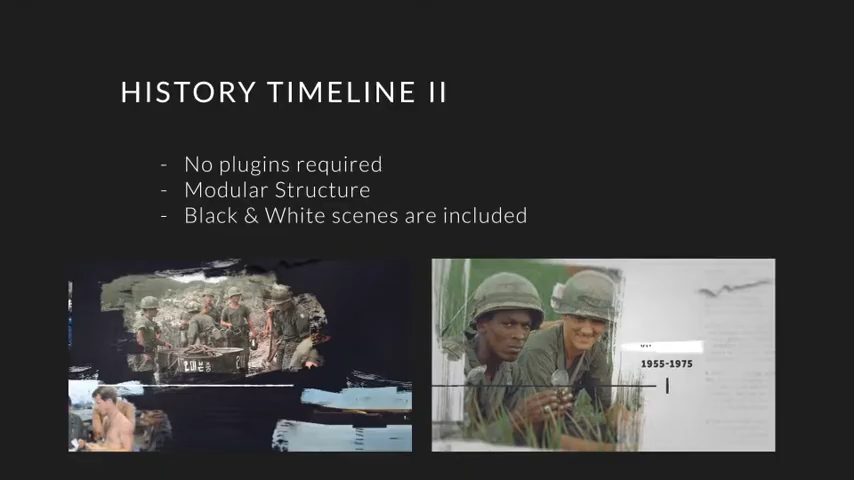 HISTORY TIMELINE II
- No plugins required
- Modular Structure
- Black & White scenes are included
1955-1975